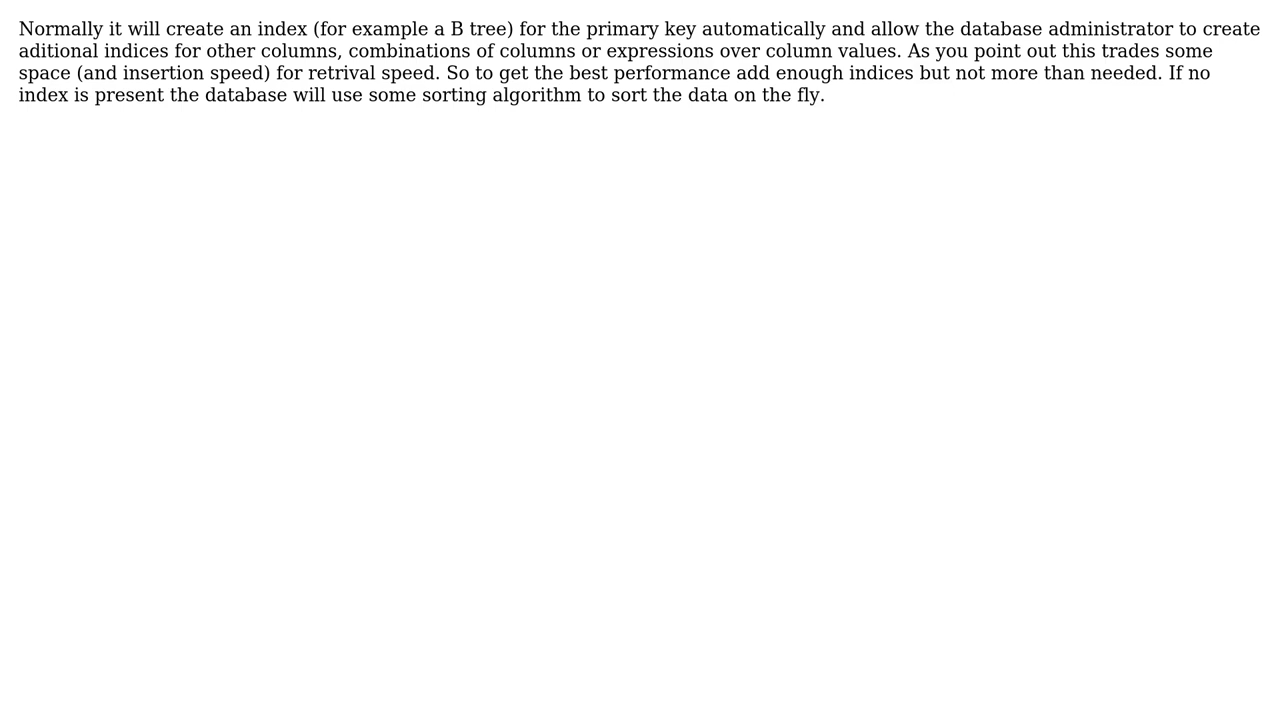 Normally it will create an index (for example a B tree) for the primary key automatically and allow the database administrator to create
aditional indices for other columns, combinations of columns or expressions over column values. As you point out this trades some
space (and insertion speed) for retrival speed. So to get the best performance add enough indices but not more than needed. If no
index is present the database will use some sorting algorithm to sort the data on the fly.